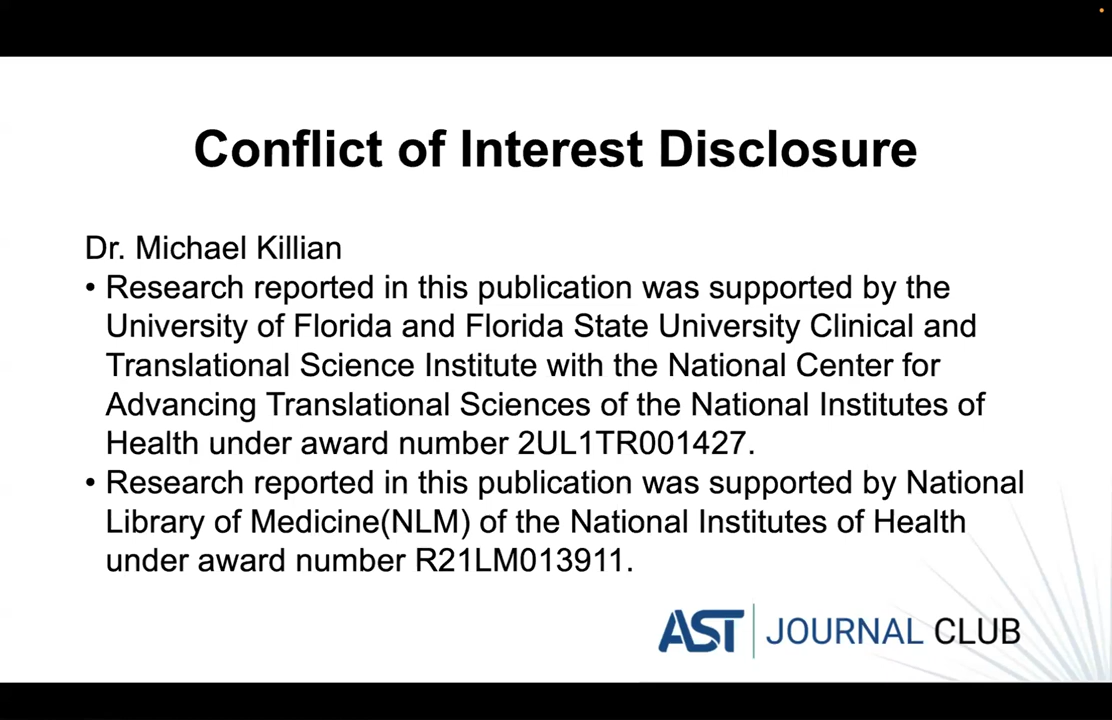 Conflict of Interest Disclosure
Dr. Michael Killian
• Research reported in this publication was supported by the
University of Florida and Florida State University Clinical and
Translational Science Institute with the National Center for
Advancing Translational Sciences of the National Institutes of
Health under award number 2UL1TR001427.
• Research reported in this publication was supported by National
Library of Medicine(NLM) of the National Institutes of Health
under award number R21LM013911.
AST JOURNAL CLUB